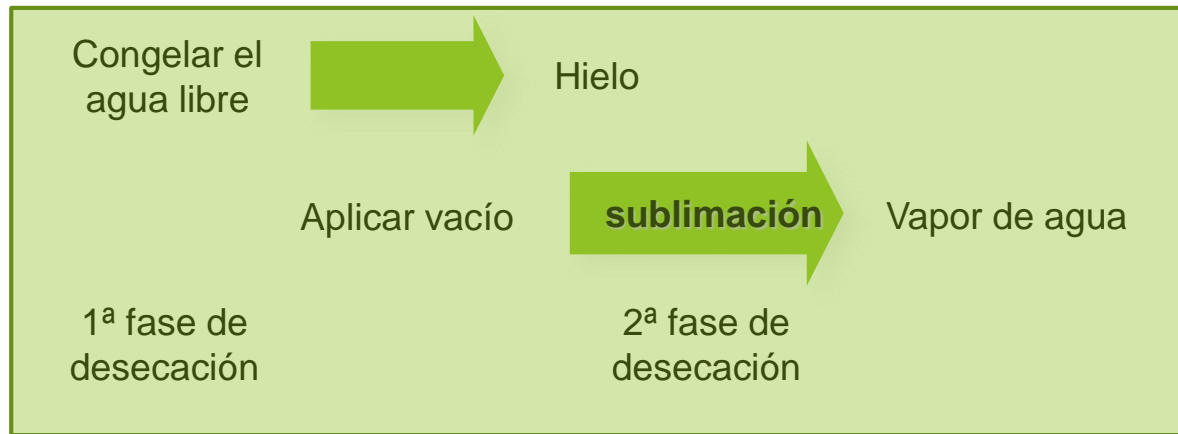 Congelar el
agua libre
Hielo
Aplicar vacío
sublimación
Vapor de agua
1ª fase de
desecación
2ª fase de
desecación